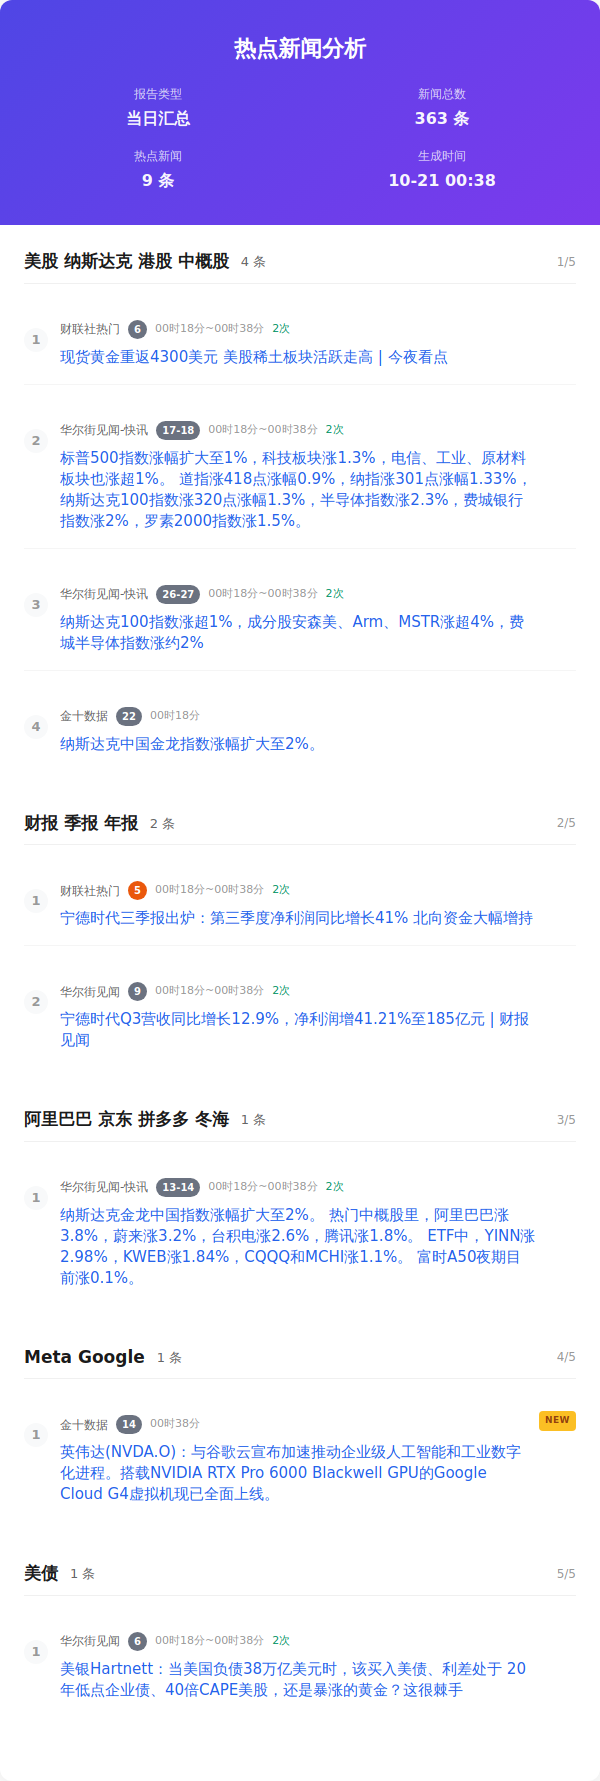 热点新闻分析
报告类型
当日汇总
新闻总数
363 条
热点新闻
9 条
生成时间
10-21 00:38
美股 纳斯达克 港股 中概股 4 条 1/5
1 财联社热门 6 00时18分~00时38分 2次
现货黄金重返4300美元 美股稀土板块活跃走高 | 今夜看点
2 华尔街见闻-快讯 17-18 00时18分~00时38分 2次
标普500指数涨幅扩大至1%，科技板块涨1.3%，电信、工业、原材料
板块也涨超1%。 道指涨418点涨幅0.9%，纳指涨301点涨幅1.33%，
纳斯达克100指数涨320点涨幅1.3%，半导体指数涨2.3%，费城银行
指数涨2%，罗素2000指数涨1.5%。
3 华尔街见闻-快讯 26-27 00时18分~00时38分 2次
纳斯达克100指数涨超1%，成分股安森美、Arm、MSTR涨超4%，费
城半导体指数涨约2%
4 金十数据 22 00时18分
纳斯达克中国金龙指数涨幅扩大至2%。
财报 季报 年报 2 条 2/5
1 财联社热门 5 00时18分~00时38分 2次
宁德时代三季报出炉：第三季度净利润同比增长41% 北向资金大幅增持
2 华尔街见闻 9 00时18分~00时38分 2次
宁德时代Q3营收同比增长12.9%，净利润增41.21%至185亿元 | 财报
见闻
阿里巴巴 京东 拼多多 冬海 1 条 3/5
1 华尔街见闻-快讯 13-14 00时18分~00时38分 2次
纳斯达克金龙中国指数涨幅扩大至2%。 热门中概股里，阿里巴巴涨
3.8%，蔚来涨3.2%，台积电涨2.6%，腾讯涨1.8%。 ETF中，YINN涨
2.98%，KWEB涨1.84%，CQQQ和MCHI涨1.1%。 富时A50夜期目
前涨0.1%。
Meta Google 1 条 4/5
1 金十数据 14 00时38分 NEW
英伟达(NVDA.O)：与谷歌云宣布加速推动企业级人工智能和工业数字
化进程。搭载NVIDIA RTX Pro 6000 Blackwell GPU的Google
Cloud G4虚拟机现已全面上线。
美债 1 条 5/5
1 华尔街见闻 6 00时18分~00时38分 2次
美银Hartnett：当美国负债38万亿美元时，该买入美债、利差处于 20
年低点企业债、40倍CAPE美股，还是暴涨的黄金？这很棘手